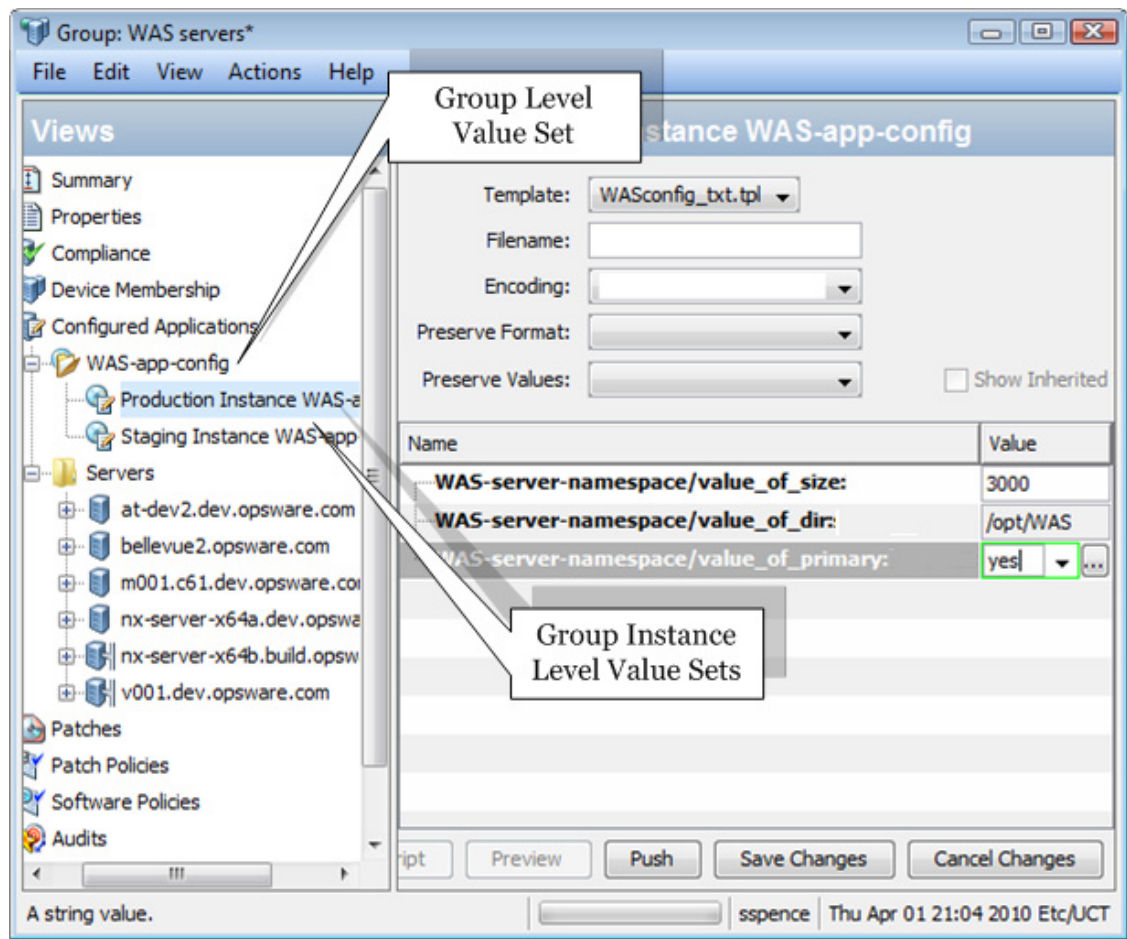 Group: WAS servers*
File Edit View Actions Help
Group Level
Value Set
Views
stance WAS-app-config
Summary
Properties
Compliance
Device Membership
Configured Applications
WAS-app-config
Production Instance WAS-a
Staging Instance WAS-app
Servers
at-dev2.dev.opsware.com
bellevue2.opsware.com
m001.c61.dev.opsware.co
nx-server-x64a.dev.opswa
nx-server-x64b.build.opsw
v001.dev.opsware.com
Patches
Patch Policies
Software Policies
Audits
Template: WASconfig_txt.tpl
Filename:
Encoding:
Preserve Format:
Preserve Values: Show Inherited
Name Value
WAS-server-namespace/value_of_size: 3000
WAS-server-namespace/value_of_dir: /opt/WAS
WAS-server-namespace/value_of_primary: yes ...
Group Instance
Level Value Sets
ript Preview Push Save Changes Cancel Changes
A string value. sspence Thu Apr 01 21:04 2010 Etc/UCT